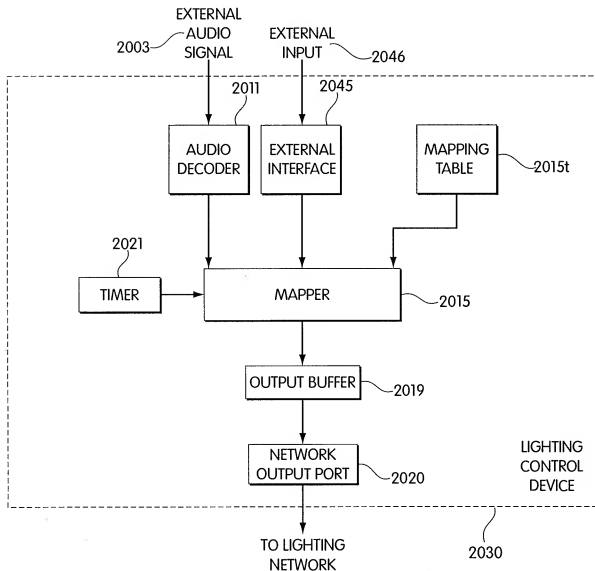 EXTERNAL
AUDIO
SIGNAL
2003
EXTERNAL
INPUT
2046
2011
2045
AUDIO
DECODER
EXTERNAL
INTERFACE
MAPPING
TABLE
2015t
2021
TIMER
MAPPER
2015
OUTPUT BUFFER
2019
NETWORK
OUTPUT PORT
2020
LIGHTING
CONTROL
DEVICE
2030
TO LIGHTING
NETWORK